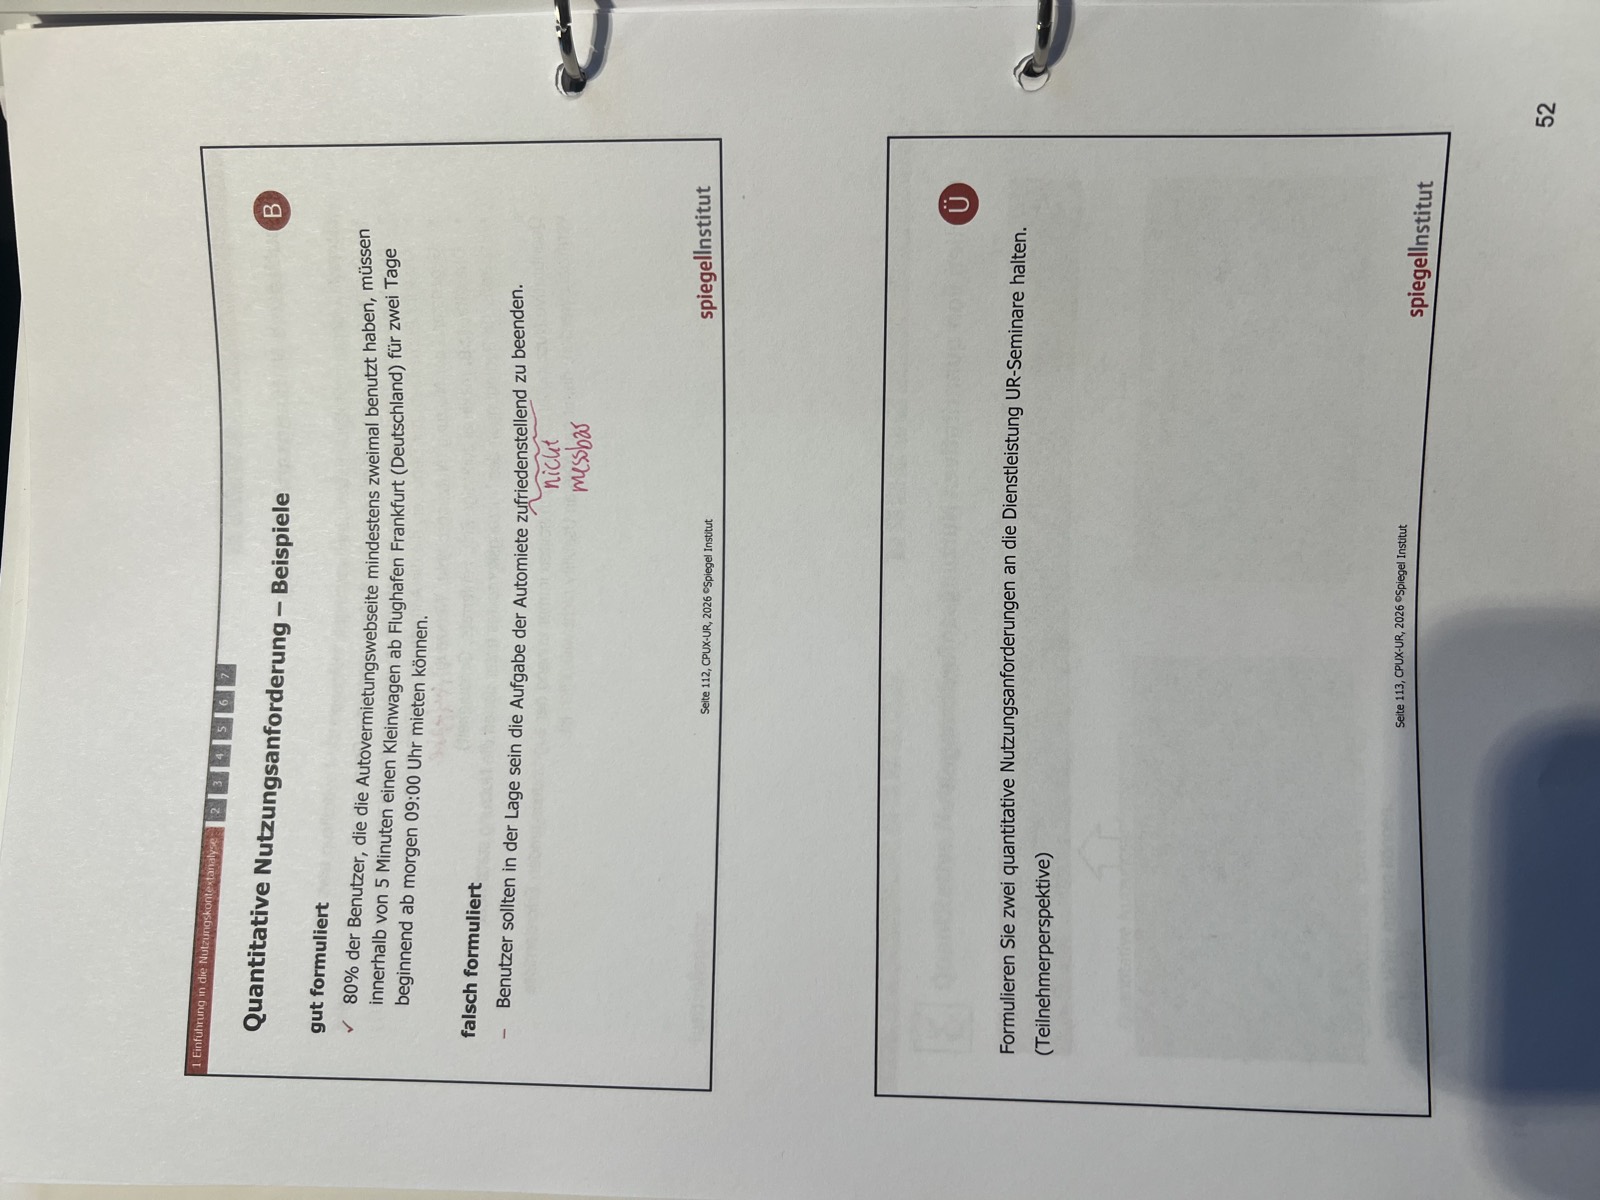 1 Einführung in die Nutzungskontextanalyse 2 3 4 5 6 7
Quantitative Nutzungsanforderung – Beispiele
B
gut formuliert
✓ 80% der Benutzer, die die Autovermietungswebseite mindestens zweimal benutzt haben, müssen
innerhalb von 5 Minuten einen Kleinwagen ab Flughafen Frankfurt (Deutschland) für zwei Tage
beginnend ab morgen 09:00 Uhr mieten können.
falsch formuliert
– Benutzer sollten in der Lage sein die Aufgabe der Automiete zufriedenstellend zu beenden.
nicht
messbar
Seite 112, CPUX-UR, 2026 ©Spiegel Institut
spiegelInstitut
Ü
Formulieren Sie zwei quantitative Nutzungsanforderungen an die Dienstleistung UR-Seminare halten.
(Teilnehmerperspektive)
Seite 113, CPUX-UR, 2026 ©Spiegel Institut
spiegelInstitut
52